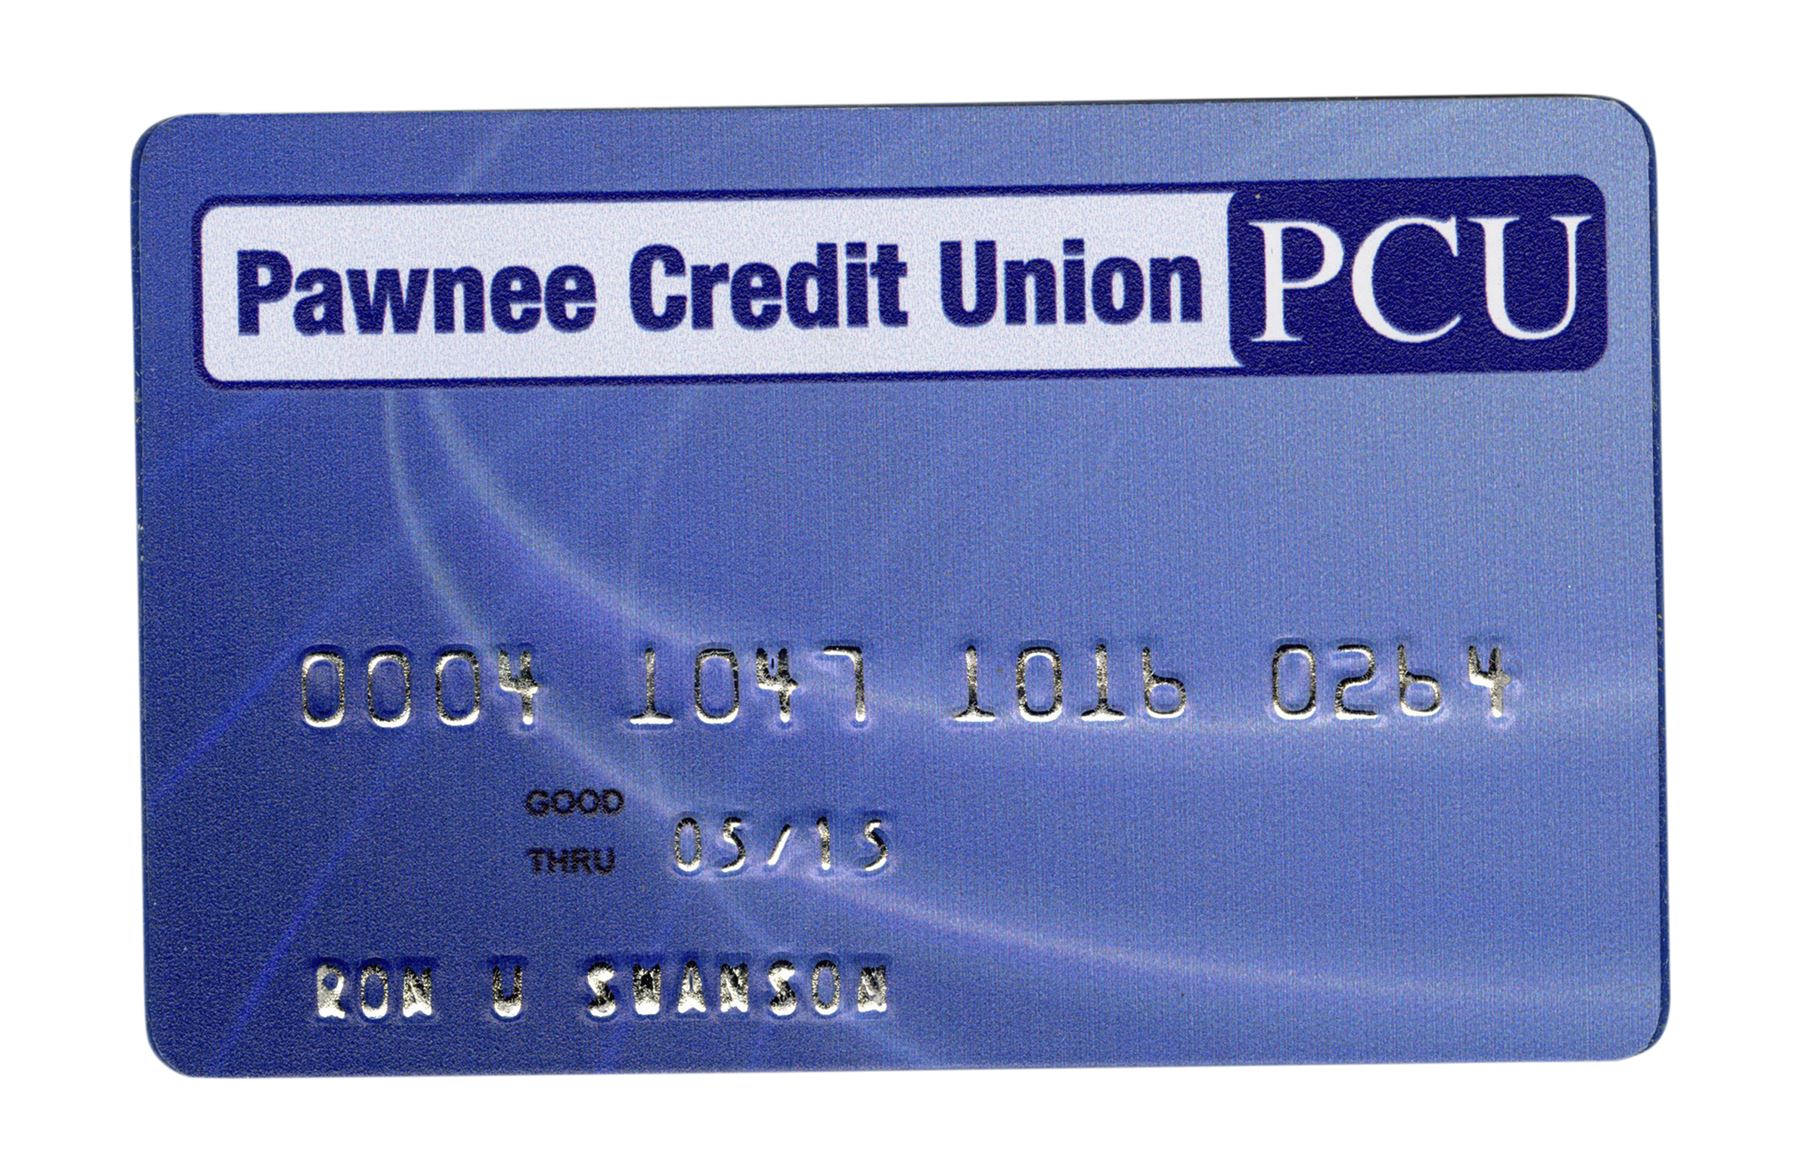 Pawnee Credit Union PCU
0004 1047 1016 0264
GOOD
THRU 05/15
RON U SWANSON